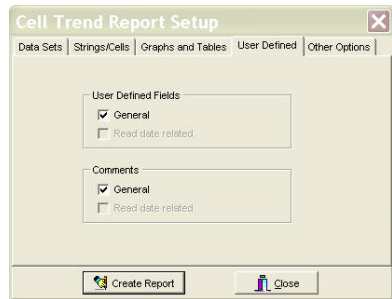 Cell Trend Report Setup
Data Sets Strings/Cells Graphs and Tables User Defined Other Options
User Defined Fields
General
Read date related
Comments
General
Read date related
Create Report Close